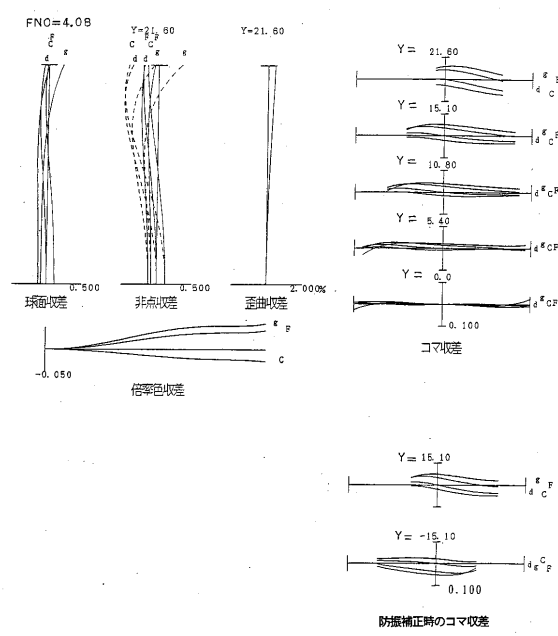 FNO=4.08
F
C
d g
0.500
球面収差
Y=21.60
F F
C C
d d g g
0.500
非点収差
Y=21.60
2.000%
歪曲収差
g
F
C
-0.050
倍率色収差
Y= 21.60
g F
d C
Y= 15.10
d g C F
Y= 10.80
d g C F
Y= 5.40
d g C F
Y= 0.0
d g C F
0.100
コマ収差
Y= 15.10
g F
d C
Y= -15.10
d g C F
0.100
防振補正時のコマ収差